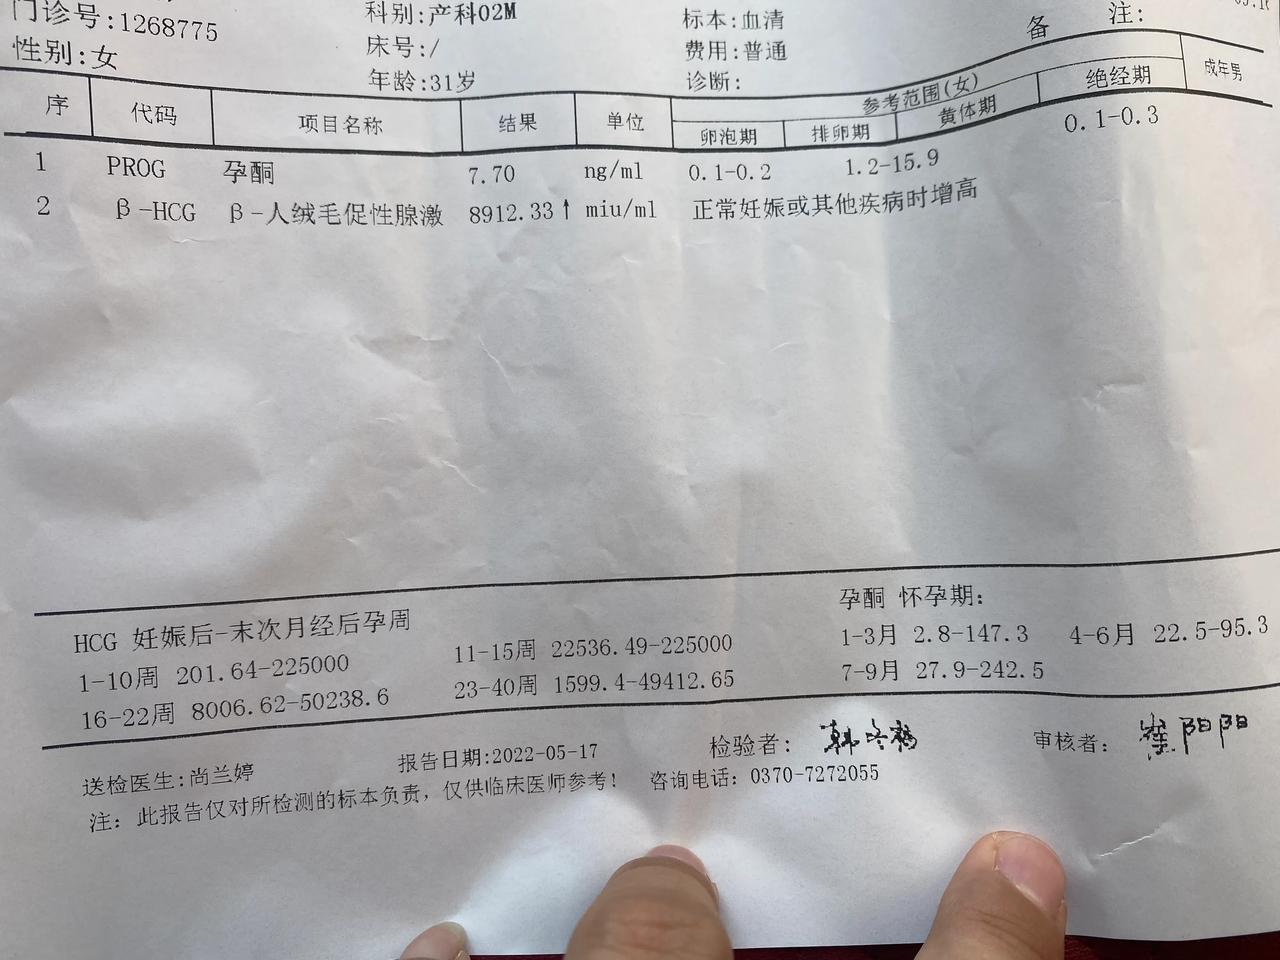 门诊号:1268775 科别:产科02M 标本:血清 备 注:
性别:女 床号:/ 费用:普通
年龄:31岁 诊断:
序 代码 项目名称 结果 单位 参考范围(女) 成年男
卵泡期 排卵期 黄体期 绝经期
1 PROG 孕酮 7.70 ng/ml 0.1-0.2 1.2-15.9 0.1-0.3
2 β-HCG β-人绒毛促性腺激 8912.33↑ miu/ml 正常妊娠或其他疾病时增高
HCG 妊娠后-末次月经后孕周 孕酮 怀孕期:
1-10周 201.64-225000 11-15周 22536.49-225000 1-3月 2.8-147.3 4-6月 22.5-95.3
16-22周 8006.62-50238.6 23-40周 1599.4-49412.65 7-9月 27.9-242.5
送检医生:尚兰婷 报告日期:2022-05-17 检验者: 审核者: 崔阳阳
注: 此报告仅对所检测的标本负责，仅供临床医师参考! 咨询电话: 0370-7272055